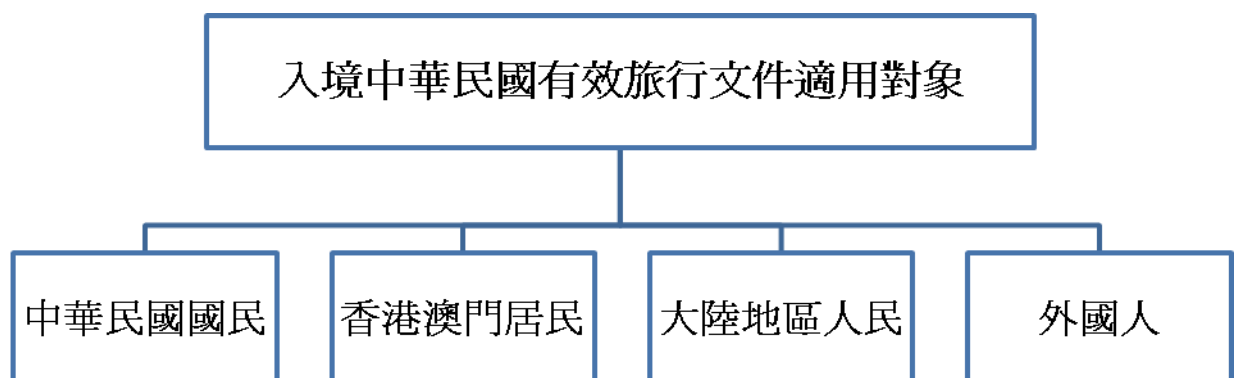 入境中華民國有效旅行文件適用對象
中華民國國民
香港澳門居民
大陸地區人民
外國人